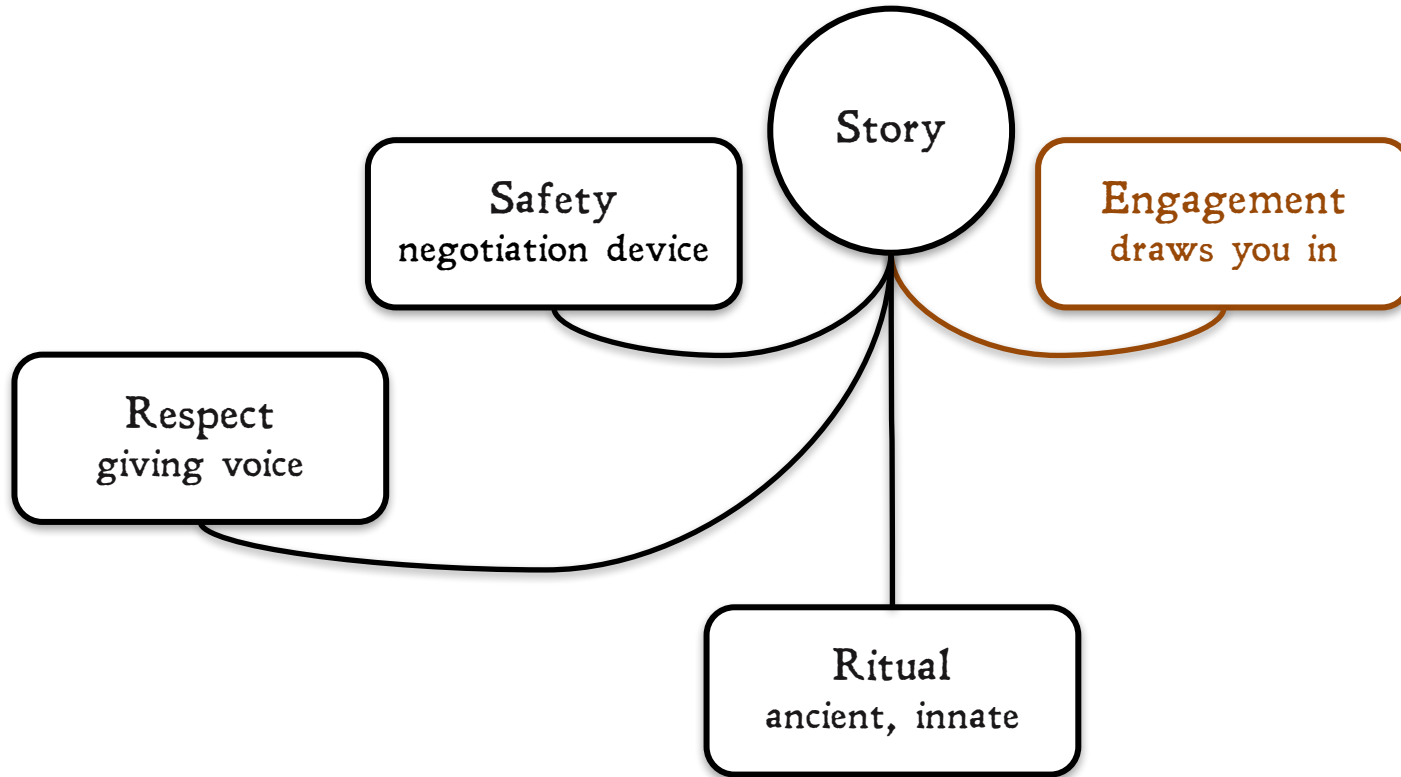 Story
Safety
negotiation device
Engagement
draws you in
Respect
giving voice
Ritual
ancient, innate